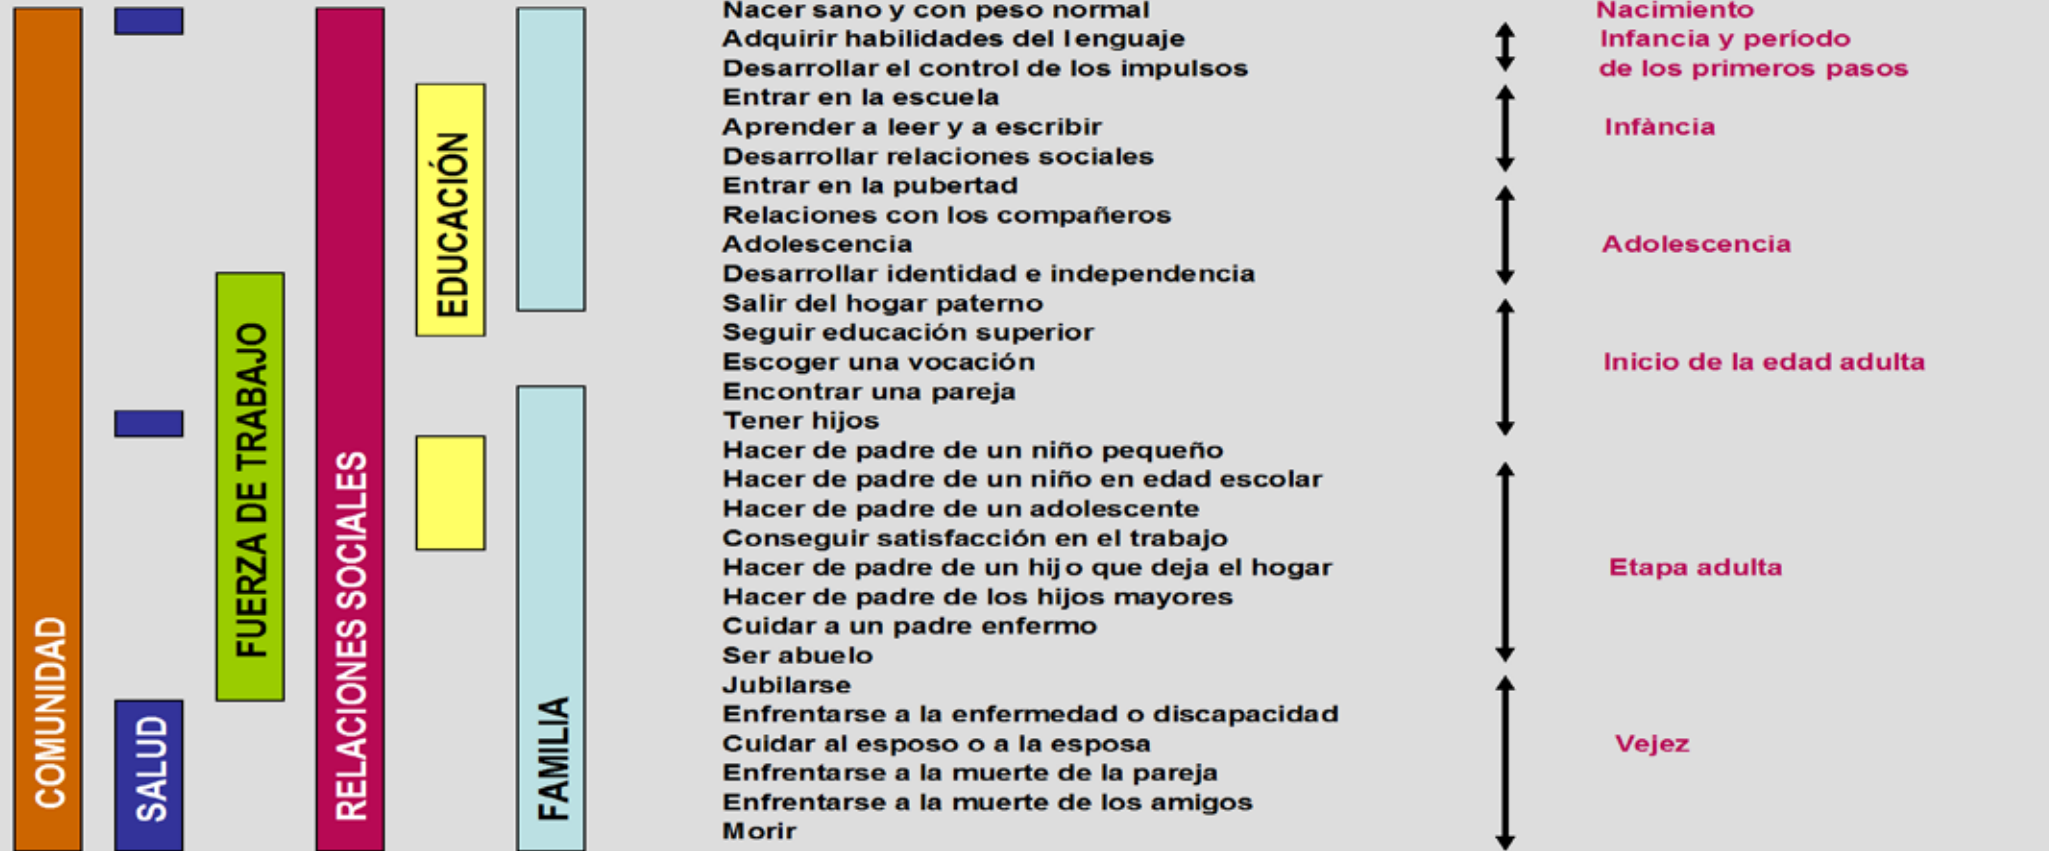 COMUNIDAD
SALUD
FUERZA DE TRABAJO
RELACIONES SOCIALES
EDUCACIÓN
FAMILIA
Nacer sano y con peso normal
Adquirir habilidades del lenguaje
Desarrollar el control de los impulsos
Entrar en la escuela
Aprender a leer y a escribir
Desarrollar relaciones sociales
Entrar en la pubertad
Relaciones con los compañeros
Adolescencia
Desarrollar identidad e independencia
Salir del hogar paterno
Seguir educación superior
Escoger una vocación
Encontrar una pareja
Tener hijos
Hacer de padre de un niño pequeño
Hacer de padre de un niño en edad escolar
Hacer de padre de un adolescente
Conseguir satisfacción en el trabajo
Hacer de padre de un hijo que deja el hogar
Hacer de padre de los hijos mayores
Cuidar a un padre enfermo
Ser abuelo
Jubilarse
Enfrentarse a la enfermedad o discapacidad
Cuidar al esposo o a la esposa
Enfrentarse a la muerte de la pareja
Enfrentarse a la muerte de los amigos
Morir
Nacimiento
Infancia y período
de los primeros pasos
Infància
Adolescencia
Inicio de la edad adulta
Etapa adulta
Vejez